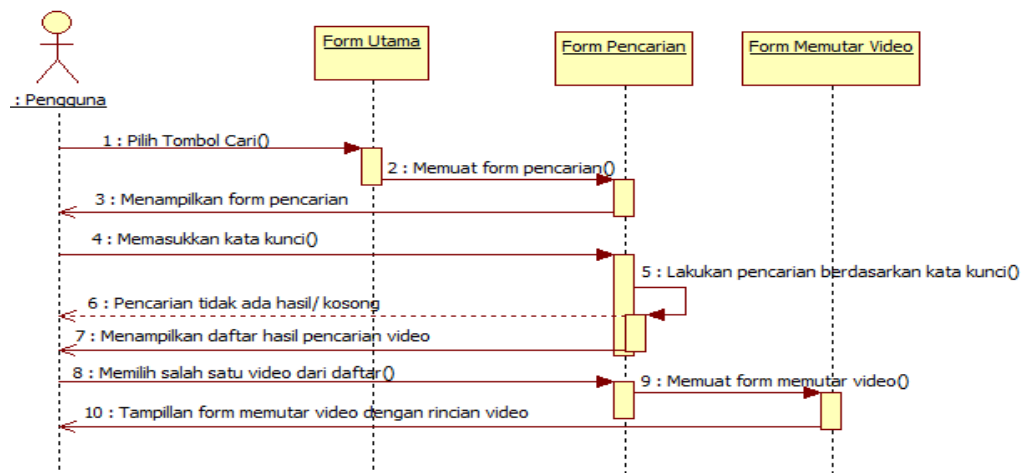 Form Utama
Form Pencarian
Form Memutar Video
: Pengguna
1 : Pilih Tombol Cari()
2 : Memuat form pencarian()
3 : Menampilkan form pencarian
4 : Memasukkan kata kunci()
5 : Lakukan pencarian berdasarkan kata kunci()
6 : Pencarian tidak ada hasil/ kosong
7 : Menampilkan daftar hasil pencarian video
8 : Memilih salah satu video dari daftar()
9 : Memuat form memutar video()
10 : Tampillan form memutar video dengan rincian video